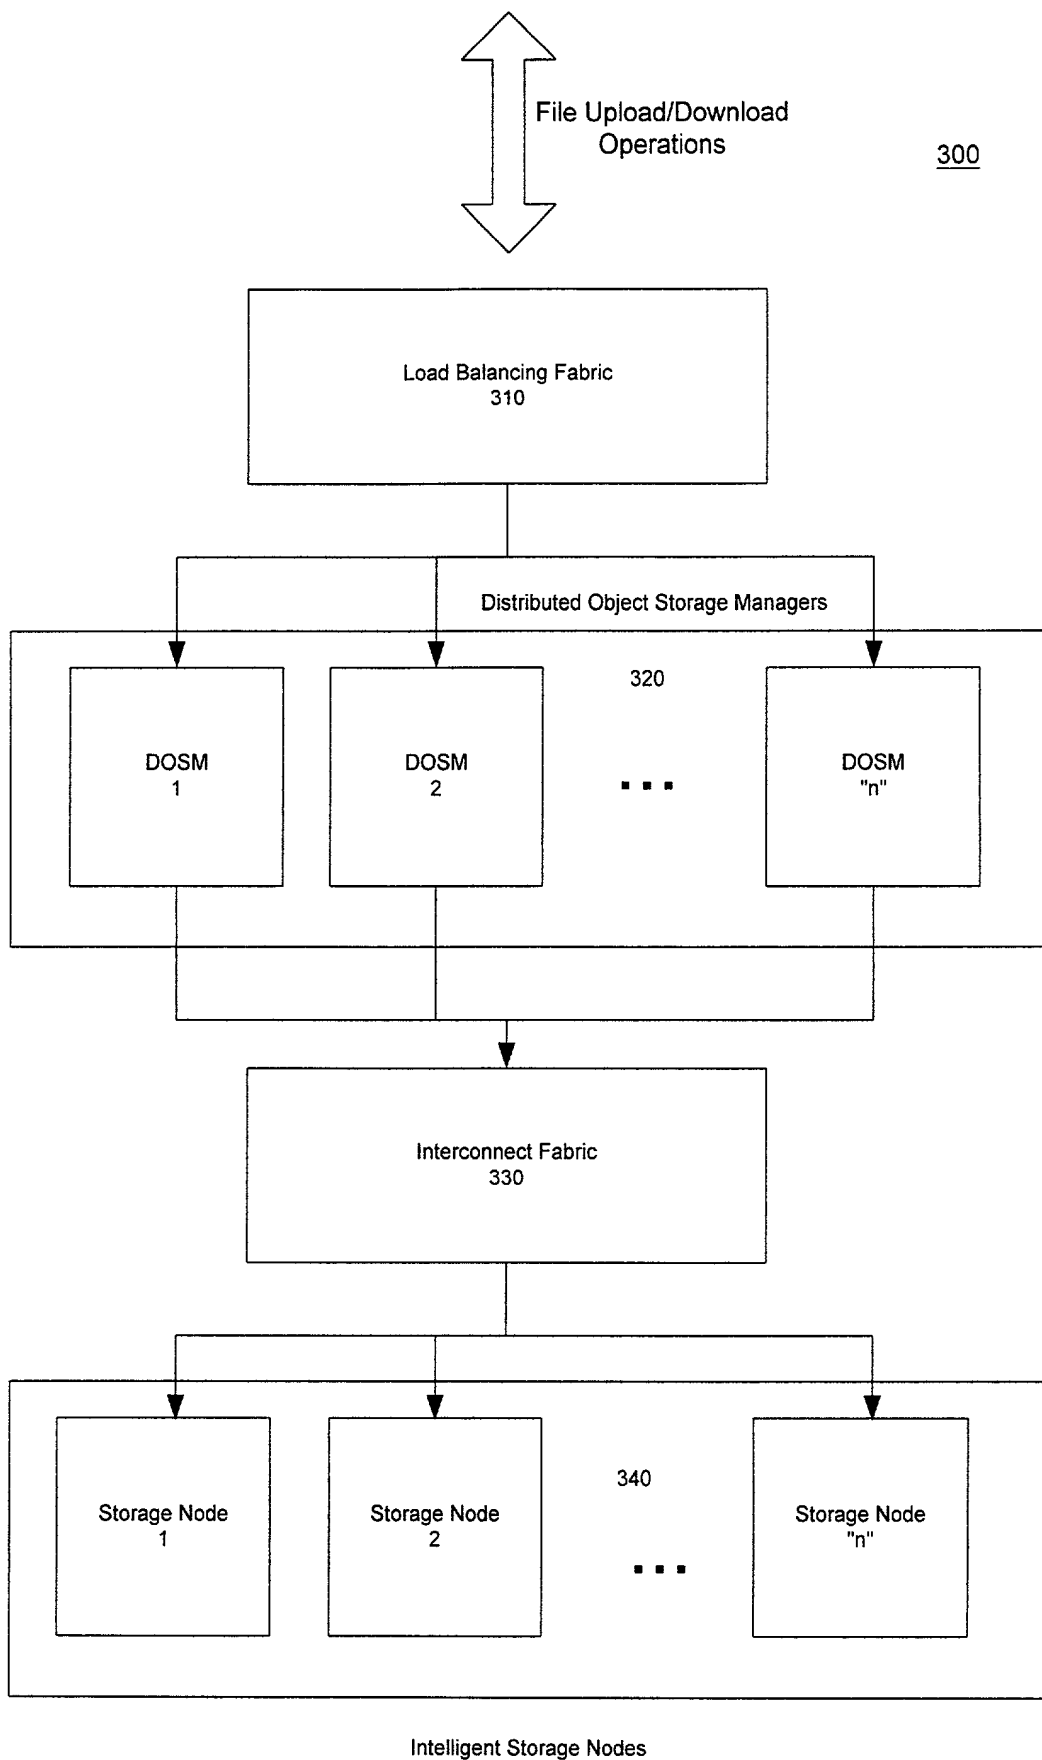 File Upload/Download
Operations
300
Load Balancing Fabric
310
Distributed Object Storage Managers
320
DOSM
1
DOSM
2
DOSM
"n"
Interconnect Fabric
330
340
Storage Node
1
Storage Node
2
Storage Node
"n"
Intelligent Storage Nodes